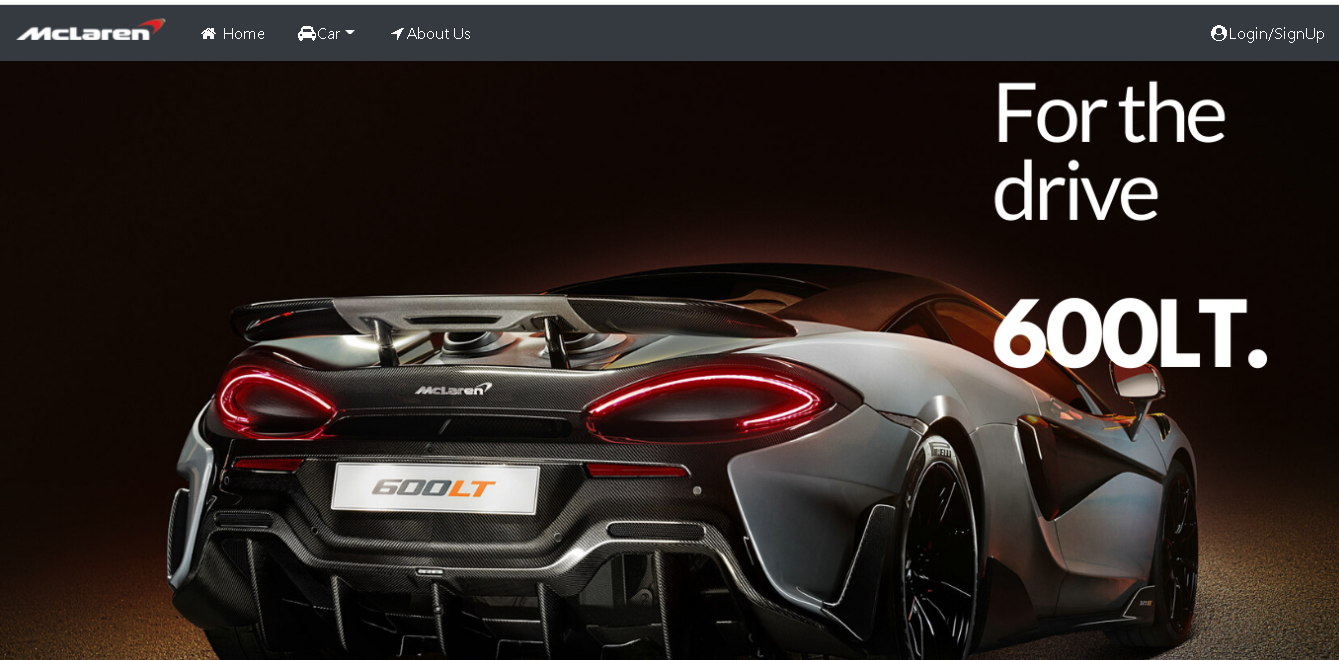 McLaren
Home
Car
About Us
Login/SignUp
For the
drive
600LT.
McLaren
600LT